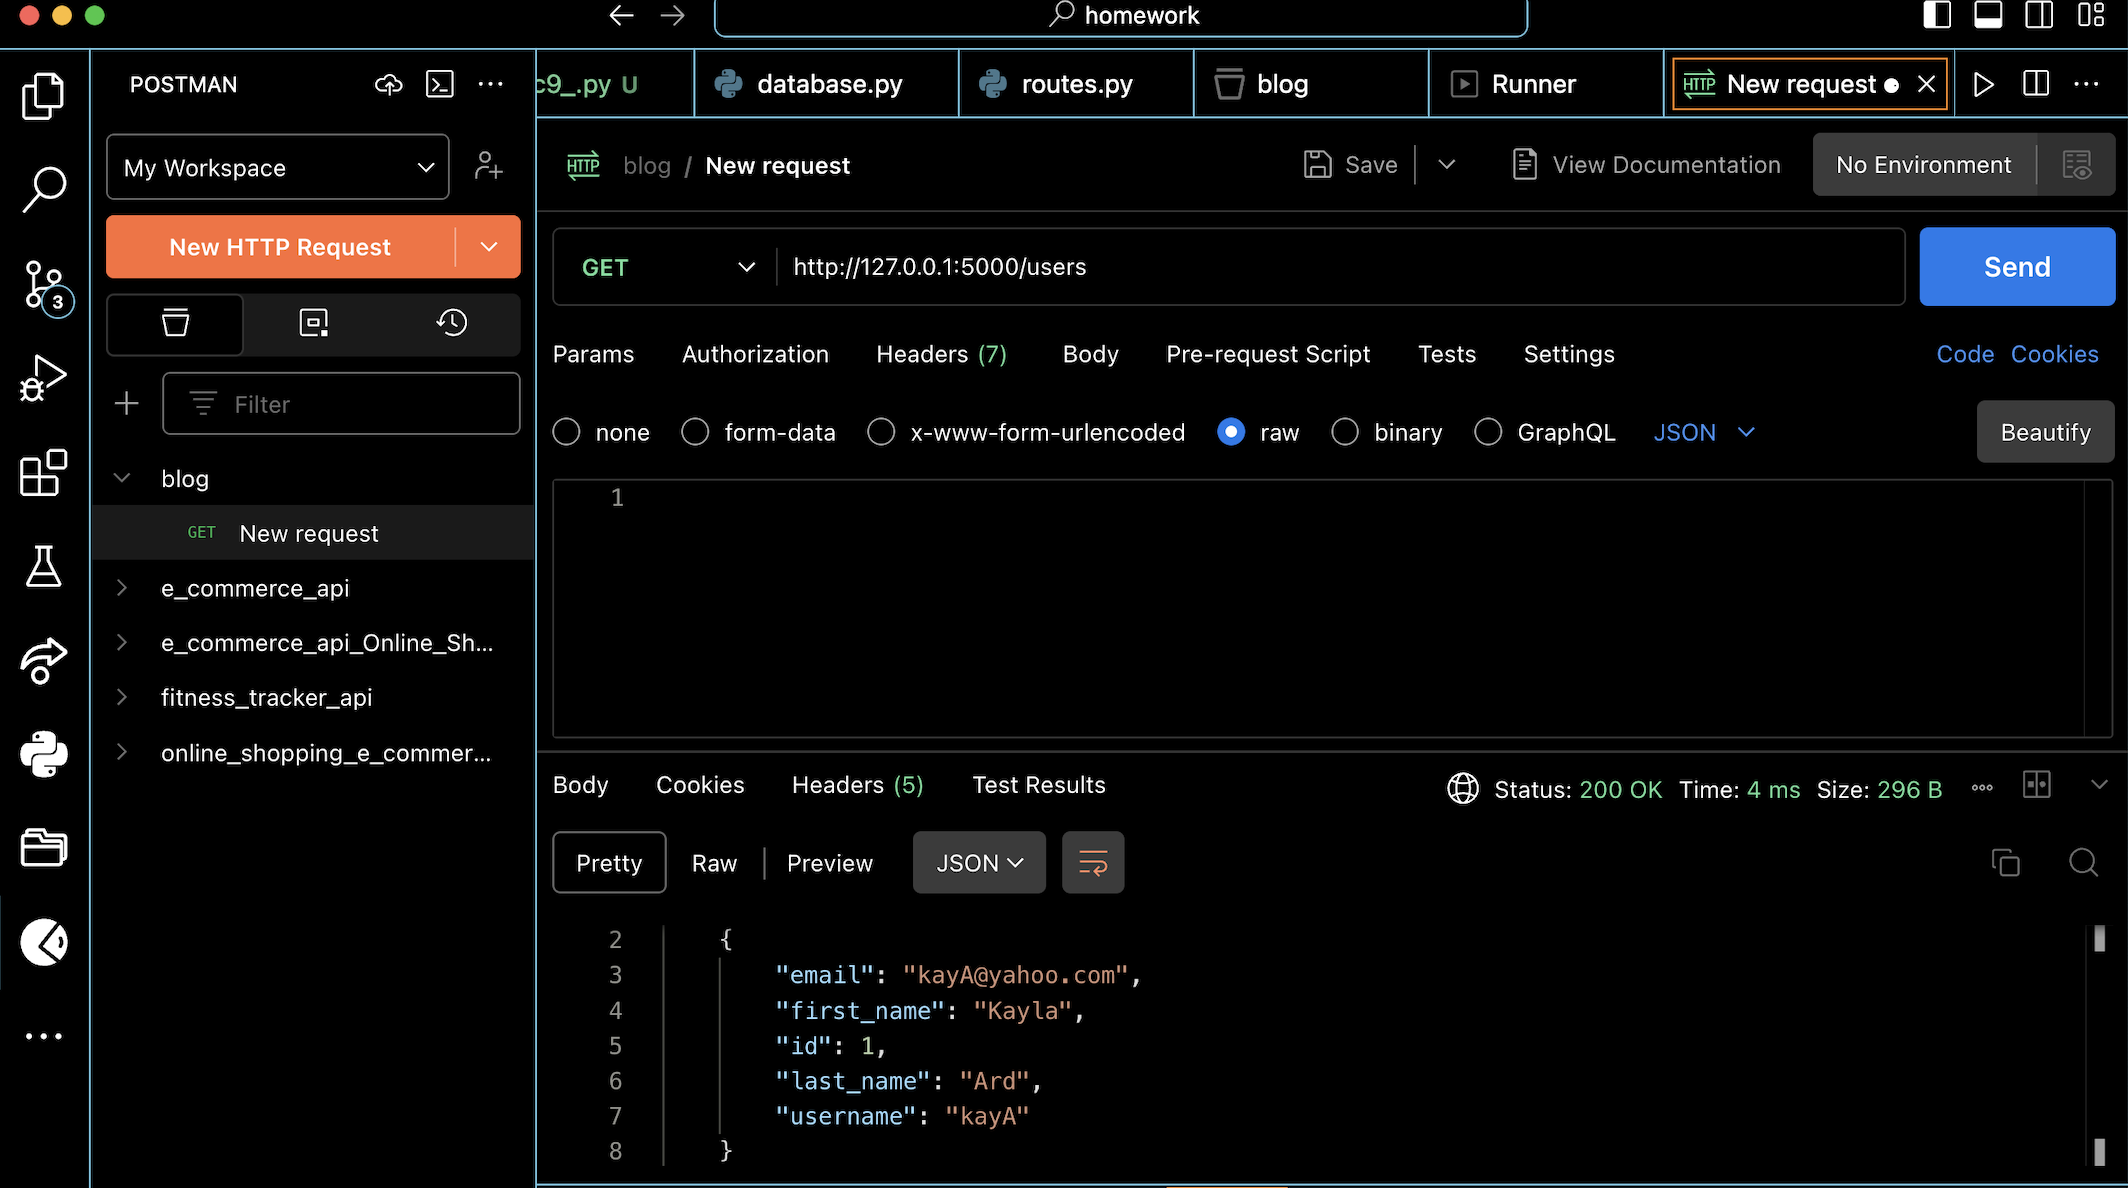 homework
POSTMAN
c9_.py U
database.py
routes.py
blog
Runner
HTTP New request
My Workspace
HTTP blog / New request
Save
View Documentation
No Environment
New HTTP Request
GET
http://127.0.0.1:5000/users
Send
3
Params Authorization Headers (7) Body Pre-request Script Tests Settings
Code Cookies
Filter
none form-data x-www-form-urlencoded raw binary GraphQL JSON
Beautify
1
blog
GET New request
e_commerce_api
e_commerce_api_Online_Sh...
fitness_tracker_api
online_shopping_e_commer...
Body Cookies Headers (5) Test Results
Status: 200 OK Time: 4 ms Size: 296 B
Pretty Raw Preview JSON
2 {
3 "email": "kayA@yahoo.com",
4 "first_name": "Kayla",
5 "id": 1,
6 "last_name": "Ard",
7 "username": "kayA"
8 }